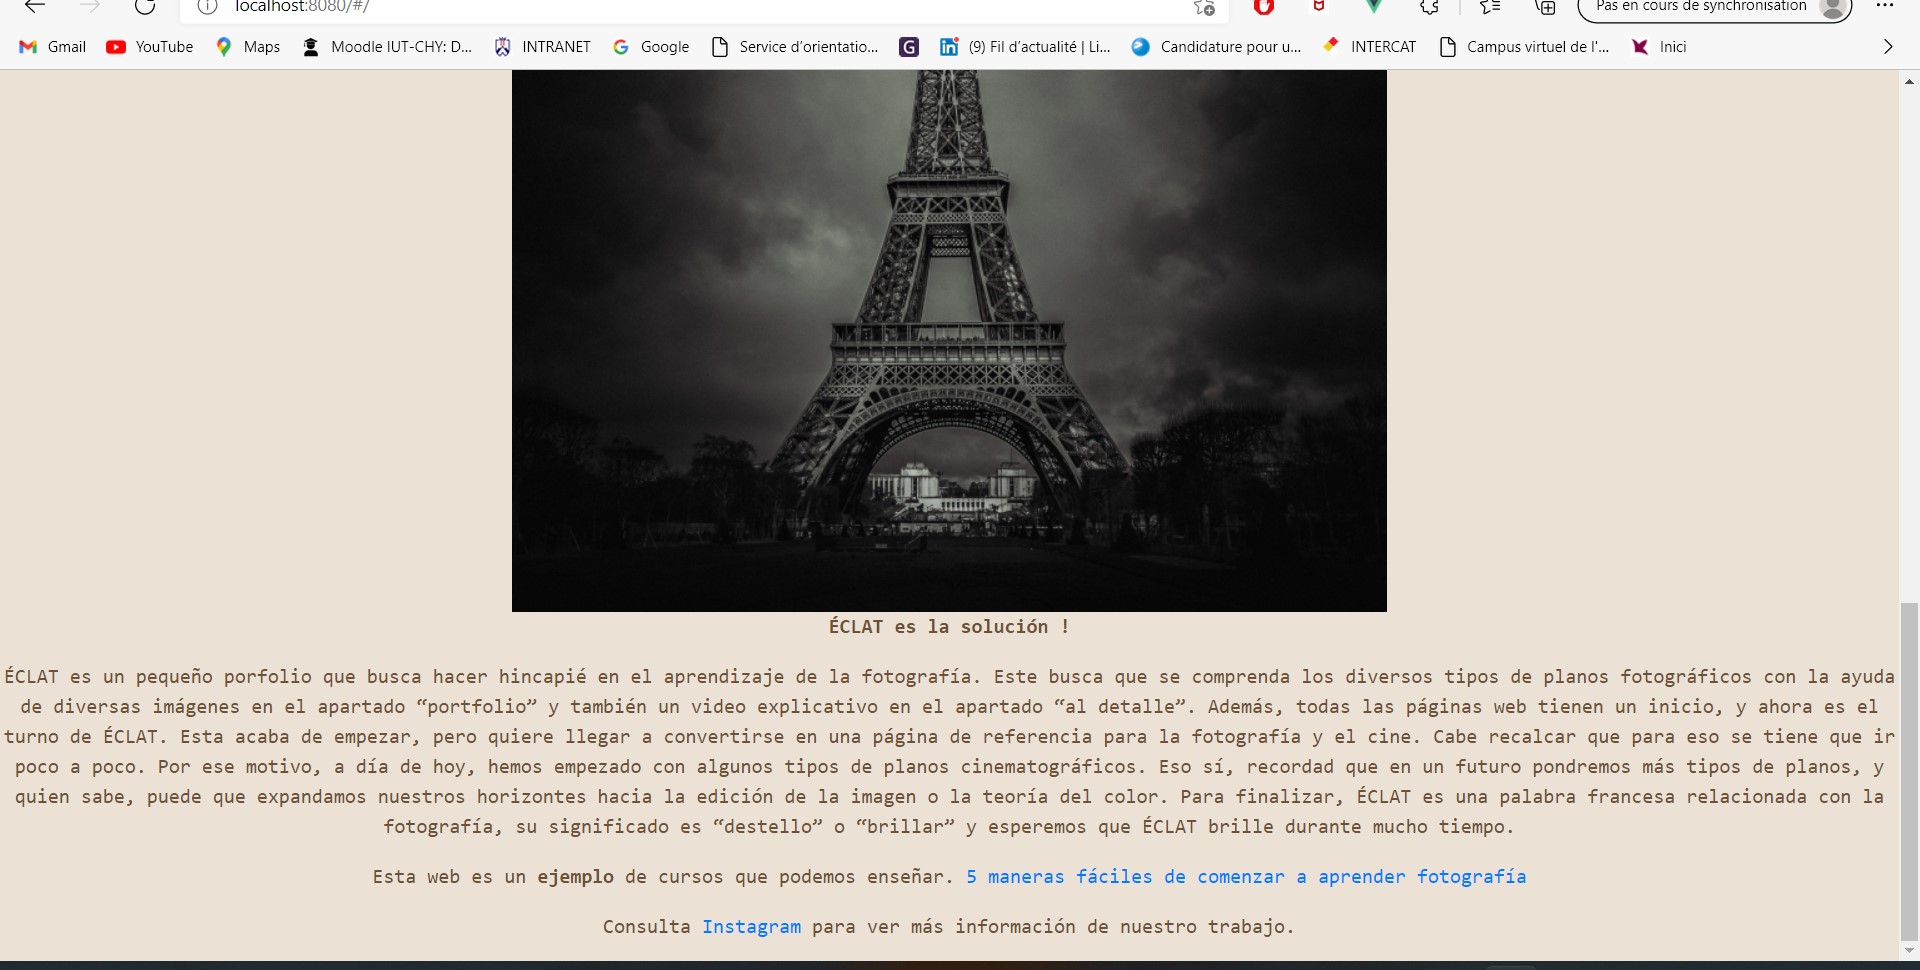 localhost:8080/#/
Pas en cours de synchronisation
Gmail YouTube Maps Moodle IUT-CHY: D... INTRANET Google Service d'orientatio... (9) Fil d'actualité | Li... Candidature pour u... INTERCAT Campus virtuel de l'"... Inici
ÉCLAT es la solución !
ÉCLAT es un pequeño porfolio que busca hacer hincapié en el aprendizaje de la fotografía. Este busca que se comprenda los diversos tipos de planos fotográficos con la ayuda
de diversas imágenes en el apartado “portfolio” y también un video explicativo en el apartado “al detalle”. Además, todas las páginas web tienen un inicio, y ahora es el
turno de ÉCLAT. Esta acaba de empezar, pero quiere llegar a convertirse en una página de referencia para la fotografía y el cine. Cabe recalcar que para eso se tiene que ir
poco a poco. Por ese motivo, a día de hoy, hemos empezado con algunos tipos de planos cinematográficos. Eso sí, recordad que en un futuro pondremos más tipos de planos, y
quien sabe, puede que expandamos nuestros horizontes hacia la edición de la imagen o la teoría del color. Para finalizar, ÉCLAT es una palabra francesa relacionada con la
fotografía, su significado es “destello” o “brillar” y esperemos que ÉCLAT brille durante mucho tiempo.
Esta web es un ejemplo de cursos que podemos enseñar. 5 maneras fáciles de comenzar a aprender fotografía
Consulta Instagram para ver más información de nuestro trabajo.